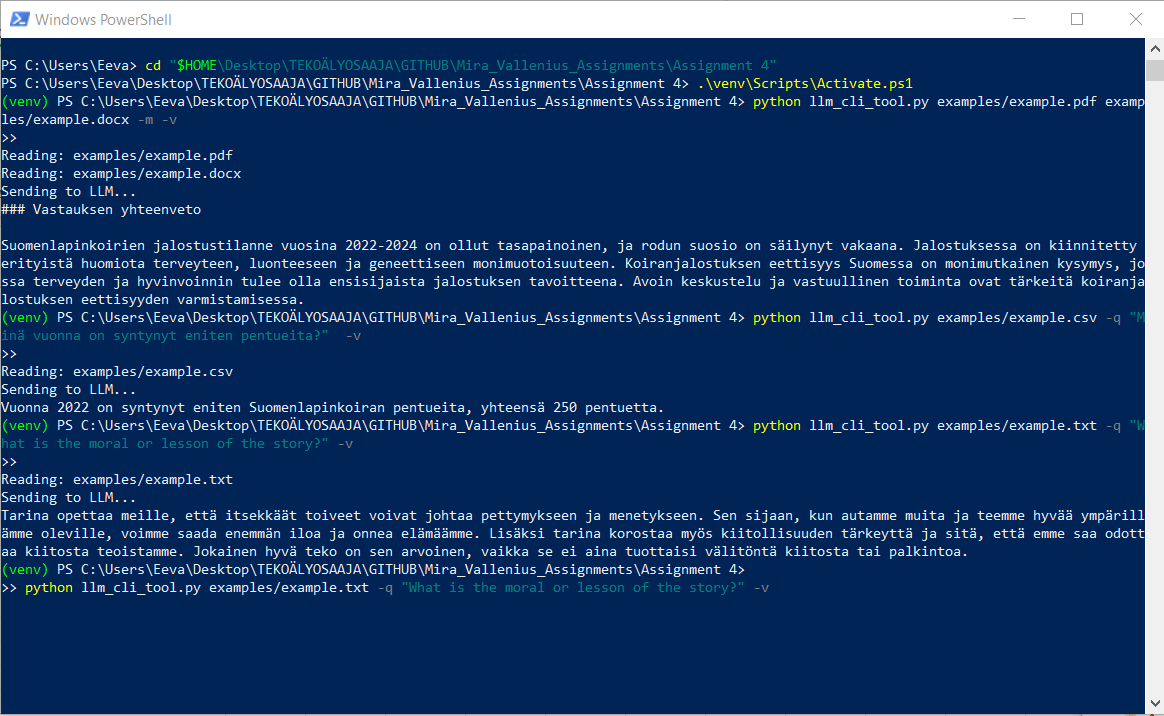 Windows PowerShell
PS C:\Users\Eeva> cd "$HOME\Desktop\TEKOÄLYOSAAJA\GITHUB\Mira_Vallenius_Assignments\Assignment 4"
PS C:\Users\Eeva\Desktop\TEKOÄLYOSAAJA\GITHUB\Mira_Vallenius_Assignments\Assignment 4> .\venv\Scripts\Activate.ps1
(venv) PS C:\Users\Eeva\Desktop\TEKOÄLYOSAAJA\GITHUB\Mira_Vallenius_Assignments\Assignment 4> python llm_cli_tool.py examples/example.pdf examp
les/example.docx -m -v
>>
Reading: examples/example.pdf
Reading: examples/example.docx
Sending to LLM...
### Vastauksen yhteenveto
Suomenlapinkoirien jalostustilanne vuosina 2022-2024 on ollut tasapainoinen, ja rodun suosio on säilynyt vakaana. Jalostuksessa on kiinnitetty
erityistä huomiota terveyteen, luonteeseen ja geneettiseen monimuotoisuuteen. Koiranjalostuksen eettisyys Suomessa on monimutkainen kysymys, jo
ssa terveyden ja hyvinvoinnin tulee olla ensisijaista jalostuksen tavoitteena. Avoin keskustelu ja vastuullinen toiminta ovat tärkeitä koiranja
lostuksen eettisyyden varmistamisessa.
(venv) PS C:\Users\Eeva\Desktop\TEKOÄLYOSAAJA\GITHUB\Mira_Vallenius_Assignments\Assignment 4> python llm_cli_tool.py examples/example.csv -q "M
inä vuonna on syntynyt eniten pentueita?"  -v
>>
Reading: examples/example.csv
Sending to LLM...
Vuonna 2022 on syntynyt eniten Suomenlapinkoiran pentueita, yhteensä 250 pentuetta.
(venv) PS C:\Users\Eeva\Desktop\TEKOÄLYOSAAJA\GITHUB\Mira_Vallenius_Assignments\Assignment 4> python llm_cli_tool.py examples/example.txt -q "W
hat is the moral or lesson of the story?" -v
>>
Reading: examples/example.txt
Sending to LLM...
Tarina opettaa meille, että itsekkäät toiveet voivat johtaa pettymykseen ja menetykseen. Sen sijaan, kun autamme muita ja teemme hyvää ympärill
ämme oleville, voimme saada enemmän iloa ja onnea elämäämme. Lisäksi tarina korostaa myös kiitollisuuden tärkeyttä ja sitä, että emme saa odott
aa kiitosta teoistamme. Jokainen hyvä teko on sen arvoinen, vaikka se ei aina tuottaisi välitöntä kiitosta tai palkintoa.
(venv) PS C:\Users\Eeva\Desktop\TEKOÄLYOSAAJA\GITHUB\Mira_Vallenius_Assignments\Assignment 4>
>> python llm_cli_tool.py examples/example.txt -q "What is the moral or lesson of the story?" -v